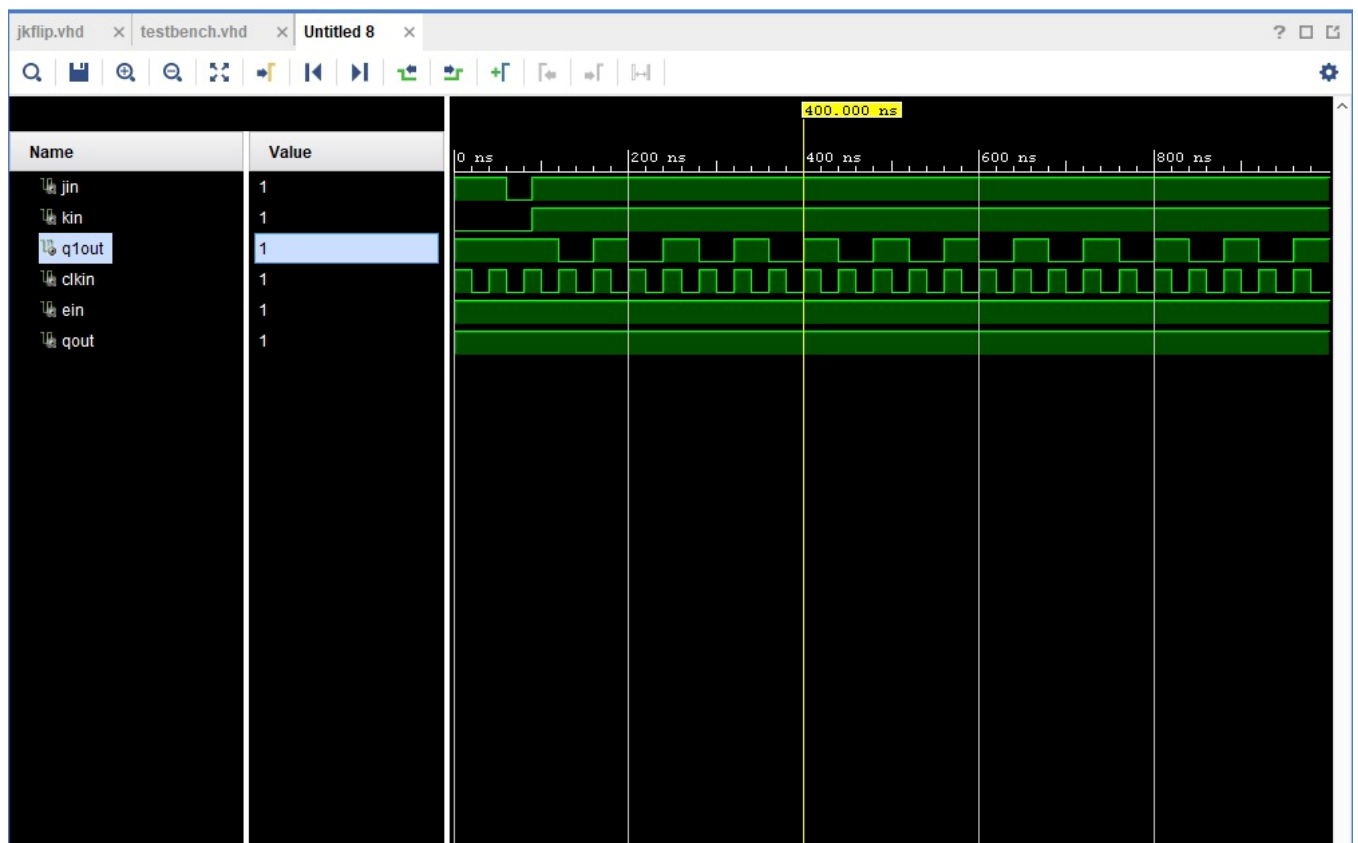 jkflip.vhd × testbench.vhd × Untitled 8 × ?
400.000 ns
Name Value
0 ns 200 ns 400 ns 600 ns 800 ns
jin 1
kin 1
q1out 1
clkin 1
ein 1
qout 1